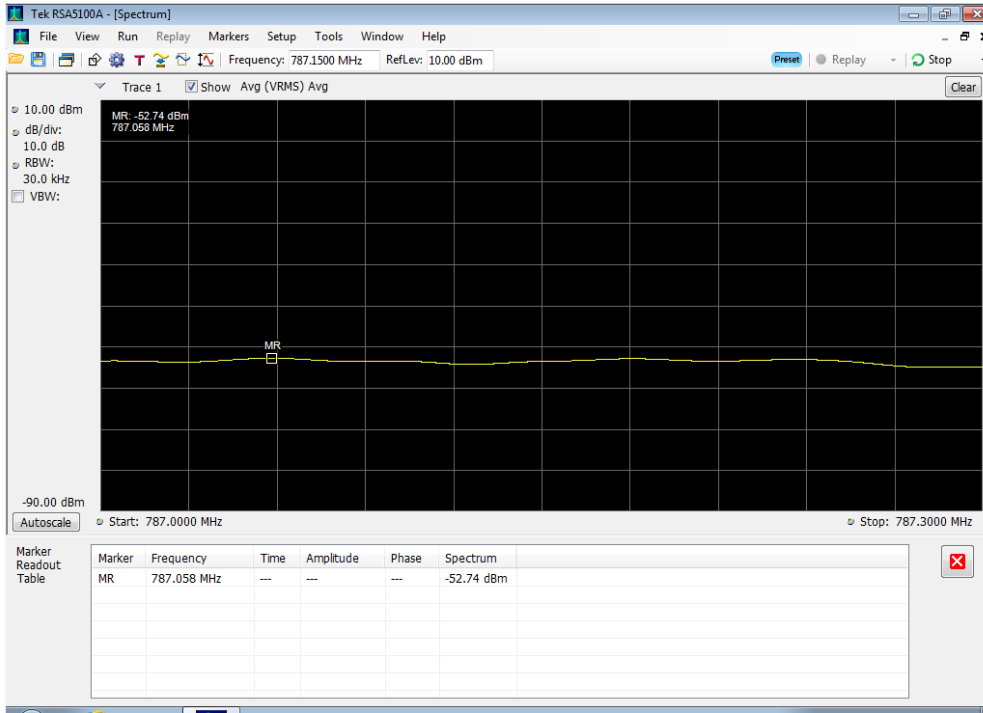 Tek RSA5100A - [Spectrum]
File View Run Replay Markers Setup Tools Window Help
T Frequency: 787.1500 MHz RefLev: 10.00 dBm Preset Replay Stop
Trace 1 Show Avg (VRMS) Avg Clear
10.00 dBm
dB/div:
10.0 dB
RBW:
30.0 kHz
VBW:
MR: -52.74 dBm
787.058 MHz
MR
-90.00 dBm
Autoscale Start: 787.0000 MHz Stop: 787.3000 MHz
Marker
Readout
Table
Marker Frequency Time Amplitude Phase Spectrum
MR 787.058 MHz --- --- --- -52.74 dBm